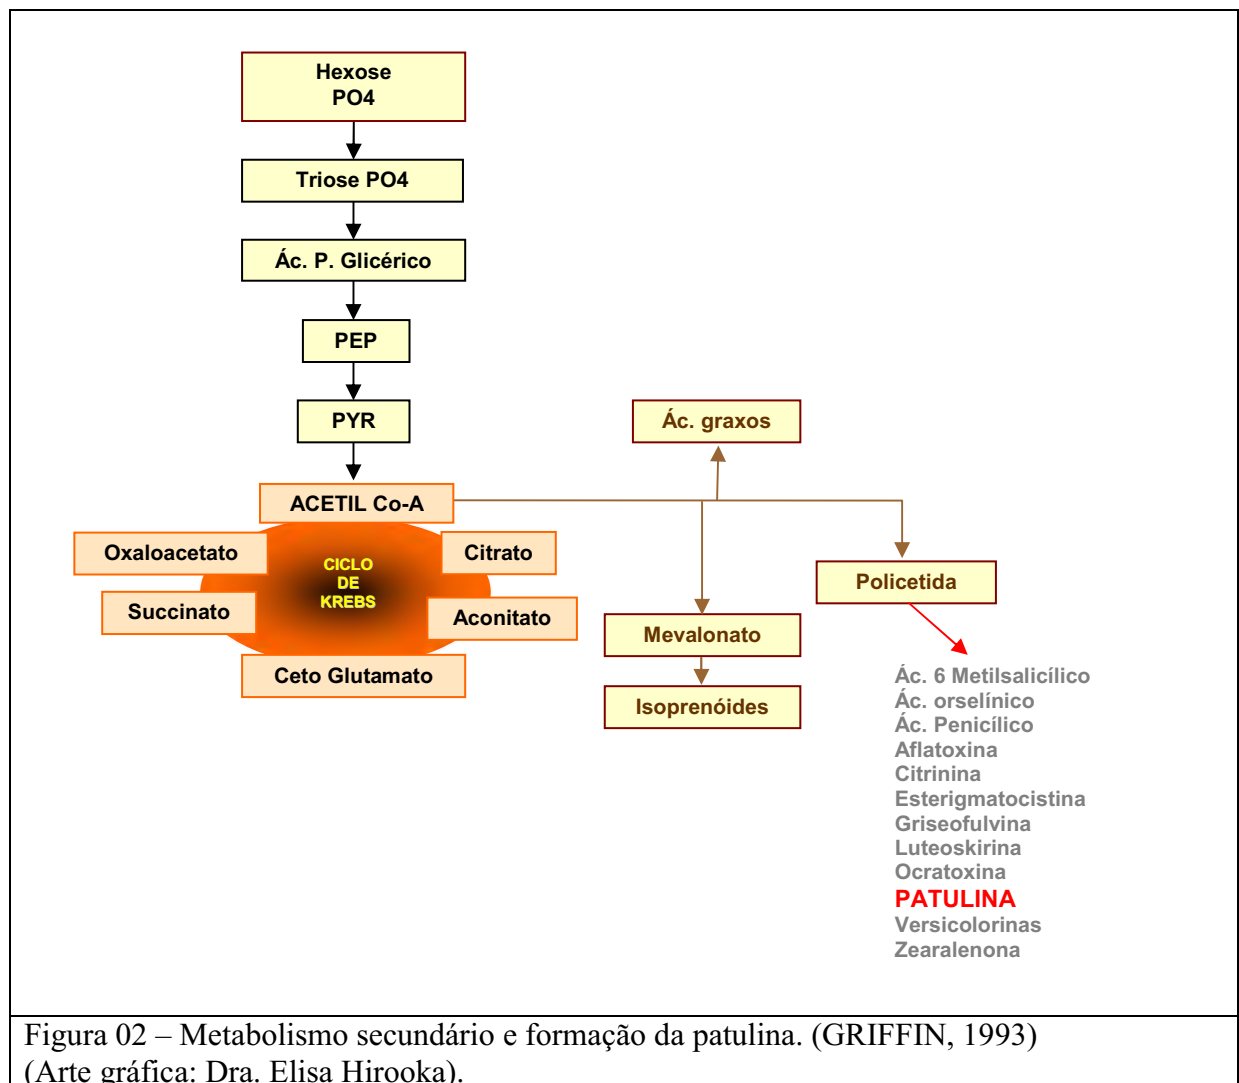 Hexose
PO4
Triose PO4
Ác. P. Glicérico
PEP
PYR
Ác. graxos
ACETIL Co-A
Oxaloacetato
CICLO
DE
KREBS
Citrato
Policetida
Succinato
Aconitato
Mevalonato
Ceto Glutamato
Isoprenóides
Ác. 6 Metilsalicílico
Ác. orselínico
Ác. Penicílico
Aflatoxina
Citrinina
Esterigmatocistina
Griseofulvina
Luteoskirina
Ocratoxina
PATULINA
Versicolorinas
Zearalenona
Figura 02 – Metabolismo secundário e formação da patulina. (GRIFFIN, 1993)
(Arte gráfica: Dra. Elisa Hirooka).